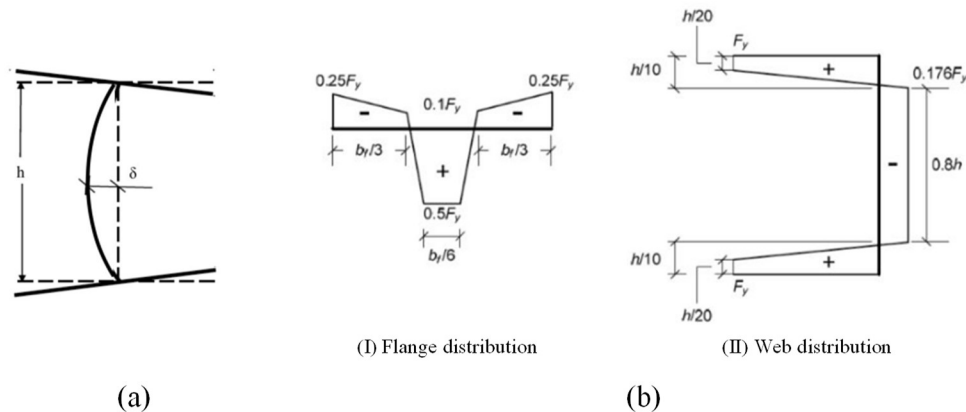 h
δ
(a)
0.25Fy
0.25Fy
0.1Fy
-
-
bf/3
bf/3
+
0.5Fy
bf/6
(I) Flange distribution
h/20
Fy
h/10
+
0.176Fy
-
0.8h
h/10
+
Fy
h/20
(II) Web distribution
(b)